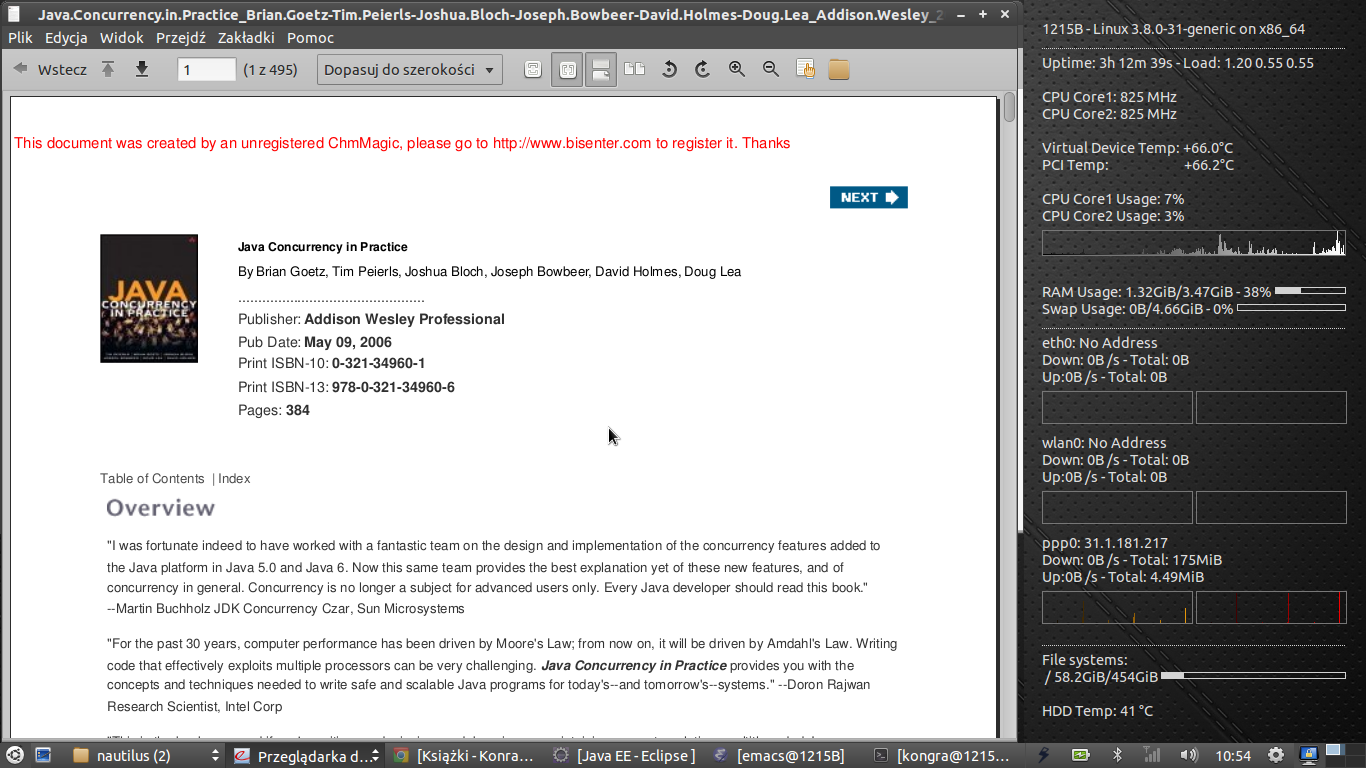 Java.Concurrency.in.Practice_Brian.Goetz-Tim.Peierls-Joshua.Bloch-Joseph.Bowbeer-David.Holmes-Doug.Lea_Addison.Wesley_2
Plik Edycja Widok Przejdź Zakładki Pomoc
Wstecz 1 (1 z 495) Dopasuj do szerokości
This document was created by an unregistered ChmMagic, please go to http://www.bisenter.com to register it. Thanks
NEXT
JAVA
CONCURRENCY
IN PRACTICE
Java Concurrency in Practice
By Brian Goetz, Tim Peierls, Joshua Bloch, Joseph Bowbeer, David Holmes, Doug Lea
...............................................
Publisher: Addison Wesley Professional
Pub Date: May 09, 2006
Print ISBN-10: 0-321-34960-1
Print ISBN-13: 978-0-321-34960-6
Pages: 384
Table of Contents | Index
Overview
"I was fortunate indeed to have worked with a fantastic team on the design and implementation of the concurrency features added to
the Java platform in Java 5.0 and Java 6. Now this same team provides the best explanation yet of these new features, and of
concurrency in general. Concurrency is no longer a subject for advanced users only. Every Java developer should read this book."
--Martin Buchholz JDK Concurrency Czar, Sun Microsystems
"For the past 30 years, computer performance has been driven by Moore's Law; from now on, it will be driven by Amdahl's Law. Writing
code that effectively exploits multiple processors can be very challenging. Java Concurrency in Practice provides you with the
concepts and techniques needed to write safe and scalable Java programs for today's--and tomorrow's--systems." --Doron Rajwan
Research Scientist, Intel Corp
1215B - Linux 3.8.0-31-generic on x86_64
Uptime: 3h 12m 39s - Load: 1.20 0.55 0.55
CPU Core1: 825 MHz
CPU Core2: 825 MHz
Virtual Device Temp: +66.0°C
PCI Temp: +66.2°C
CPU Core1 Usage: 7%
CPU Core2 Usage: 3%
RAM Usage: 1.32GiB/3.47GiB - 38%
Swap Usage: 0B/4.66GiB - 0%
eth0: No Address
Down: 0B /s - Total: 0B
Up:0B /s - Total: 0B
wlan0: No Address
Down: 0B /s - Total: 0B
Up:0B /s - Total: 0B
ppp0: 31.1.181.217
Down: 0B /s - Total: 175MiB
Up:0B /s - Total: 4.49MiB
File systems:
/ 58.2GiB/454GiB
HDD Temp: 41 °C
nautilus (2) Przeglądarka d... [Książki - Konra... [Java EE - Eclipse ] [emacs@1215B] [kongra@1215... 10:54